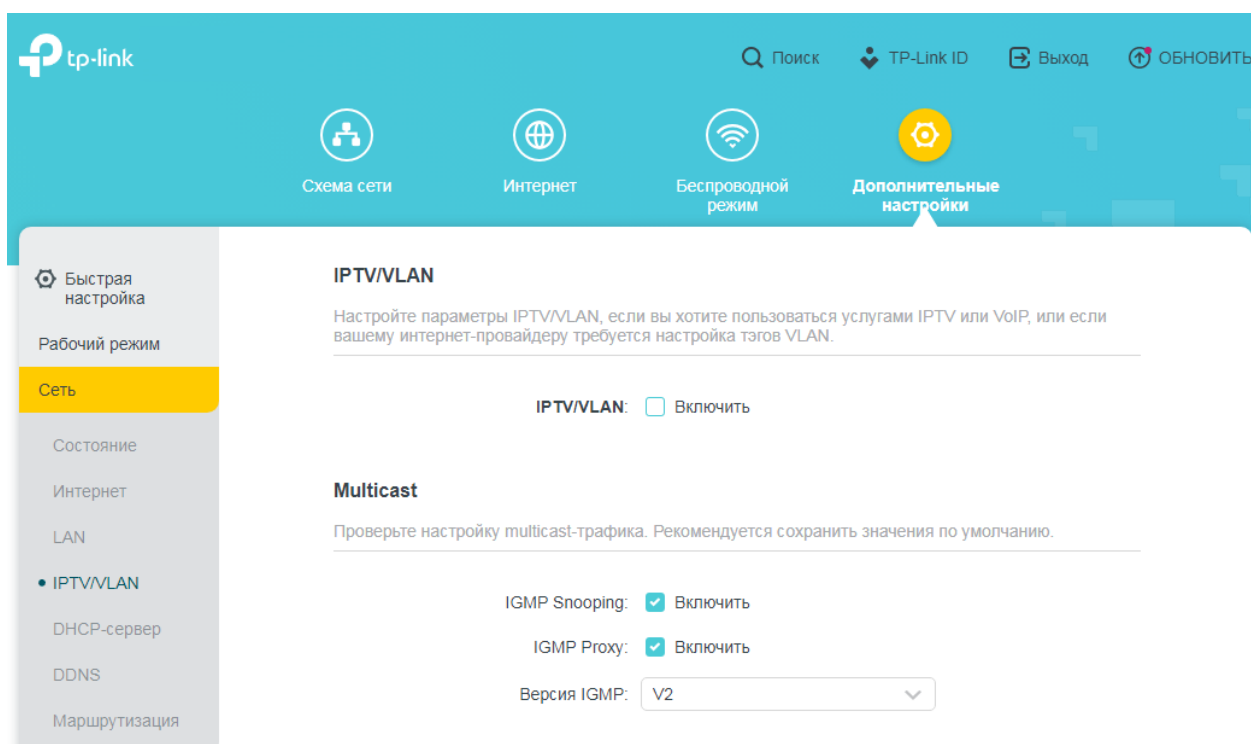 tp-link
Поиск
TP-Link ID
Выход
ОБНОВИТЬ
Схема сети
Интернет
Беспроводной
режим
Дополнительные
настройки
Быстрая
настройка
Рабочий режим
Сеть
Состояние
Интернет
LAN
IPTV/VLAN
DHCP-сервер
DDNS
Маршрутизация
IPTV/VLAN
Настройте параметры IPTV/VLAN, если вы хотите пользоваться услугами IPTV или VoIP, или если
вашему интернет-провайдеру требуется настройка тэгов VLAN.
IPTV/VLAN: Включить
Multicast
Проверьте настройку multicast-трафика. Рекомендуется сохранить значения по умолчанию.
IGMP Snooping: Включить
IGMP Proxy: Включить
Версия IGMP: V2